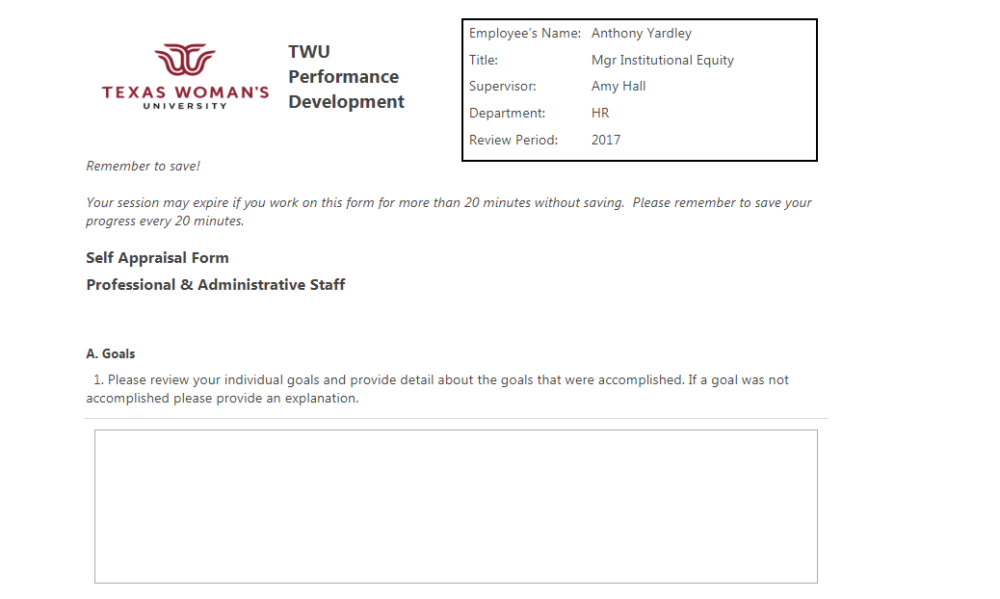 TEXAS WOMAN'S
UNIVERSITY
TWU
Performance
Development
Employee's Name: Anthony Yardley
Title: Mgr Institutional Equity
Supervisor: Amy Hall
Department: HR
Review Period: 2017
Remember to save!
Your session may expire if you work on this form for more than 20 minutes without saving.  Please remember to save your
progress every 20 minutes.
Self Appraisal Form
Professional & Administrative Staff
A. Goals
1. Please review your individual goals and provide detail about the goals that were accomplished. If a goal was not
accomplished please provide an explanation.